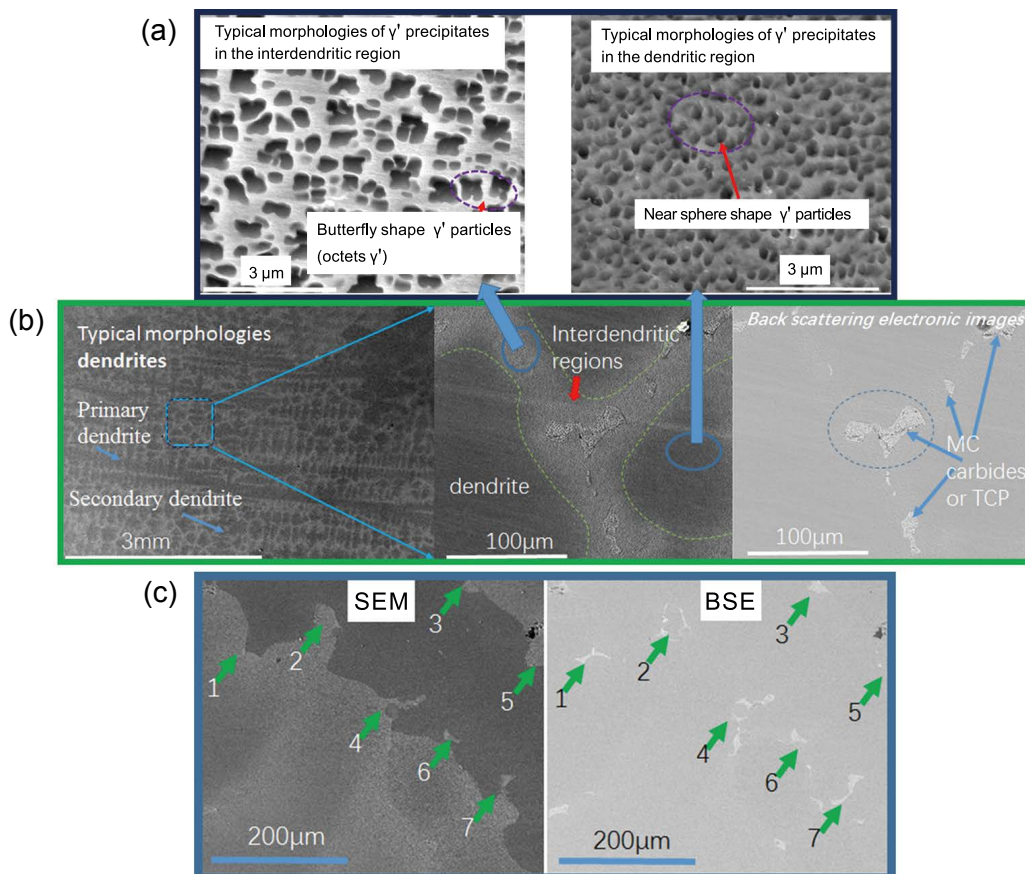 (a)
Typical morphologies of γ' precipitates
in the interdendritic region
Butterfly shape γ' particles
(octets γ')
3 μm
Typical morphologies of γ' precipitates
in the dendritic region
Near sphere shape γ' particles
3 μm
(b)
Typical morphologies
dendrites
Primary
dendrite
Secondary dendrite
3mm
Interdendritic
regions
dendrite
100μm
Back scattering electronic images
MC
carbides
or TCP
100μm
(c)
SEM
1
2
3
4
5
6
7
200μm
BSE
1
2
3
4
5
6
7
200μm